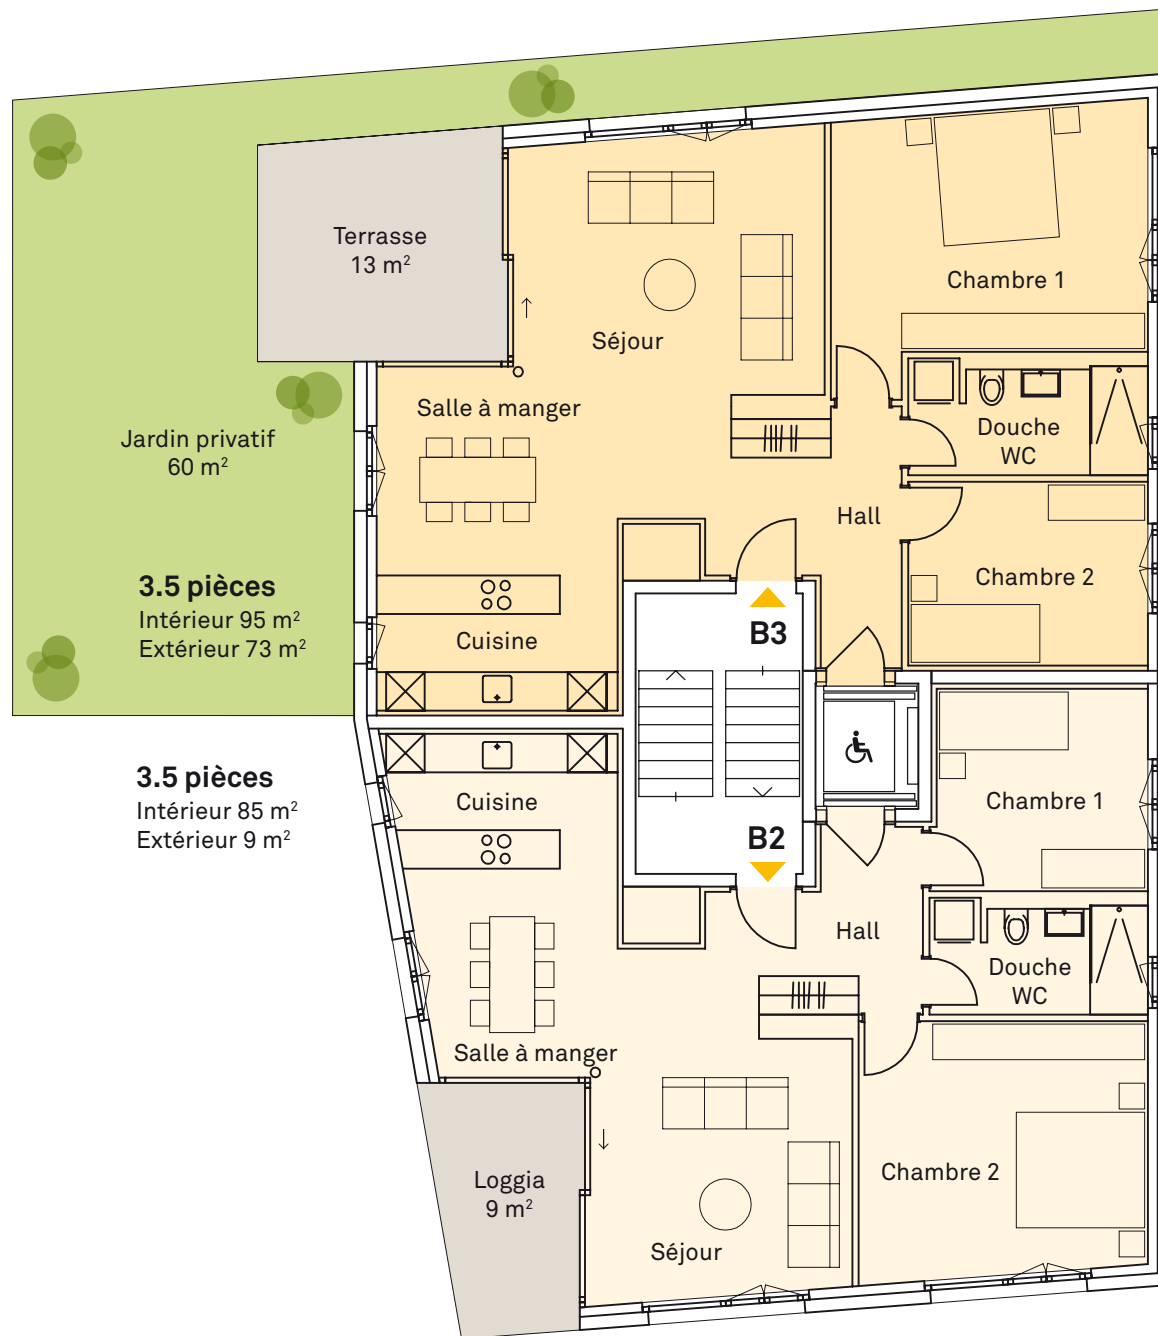 Terrasse
13 m²
Chambre 1
Séjour
Salle à manger
Jardin privatif
60 m²
Douche
WC
Hall
3.5 pièces
Intérieur 95 m²
Extérieur 73 m²
Chambre 2
Cuisine
B3
3.5 pièces
Intérieur 85 m²
Extérieur 9 m²
Cuisine
Chambre 1
B2
Hall
Douche
WC
Salle à manger
Loggia
9 m²
Chambre 2
Séjour